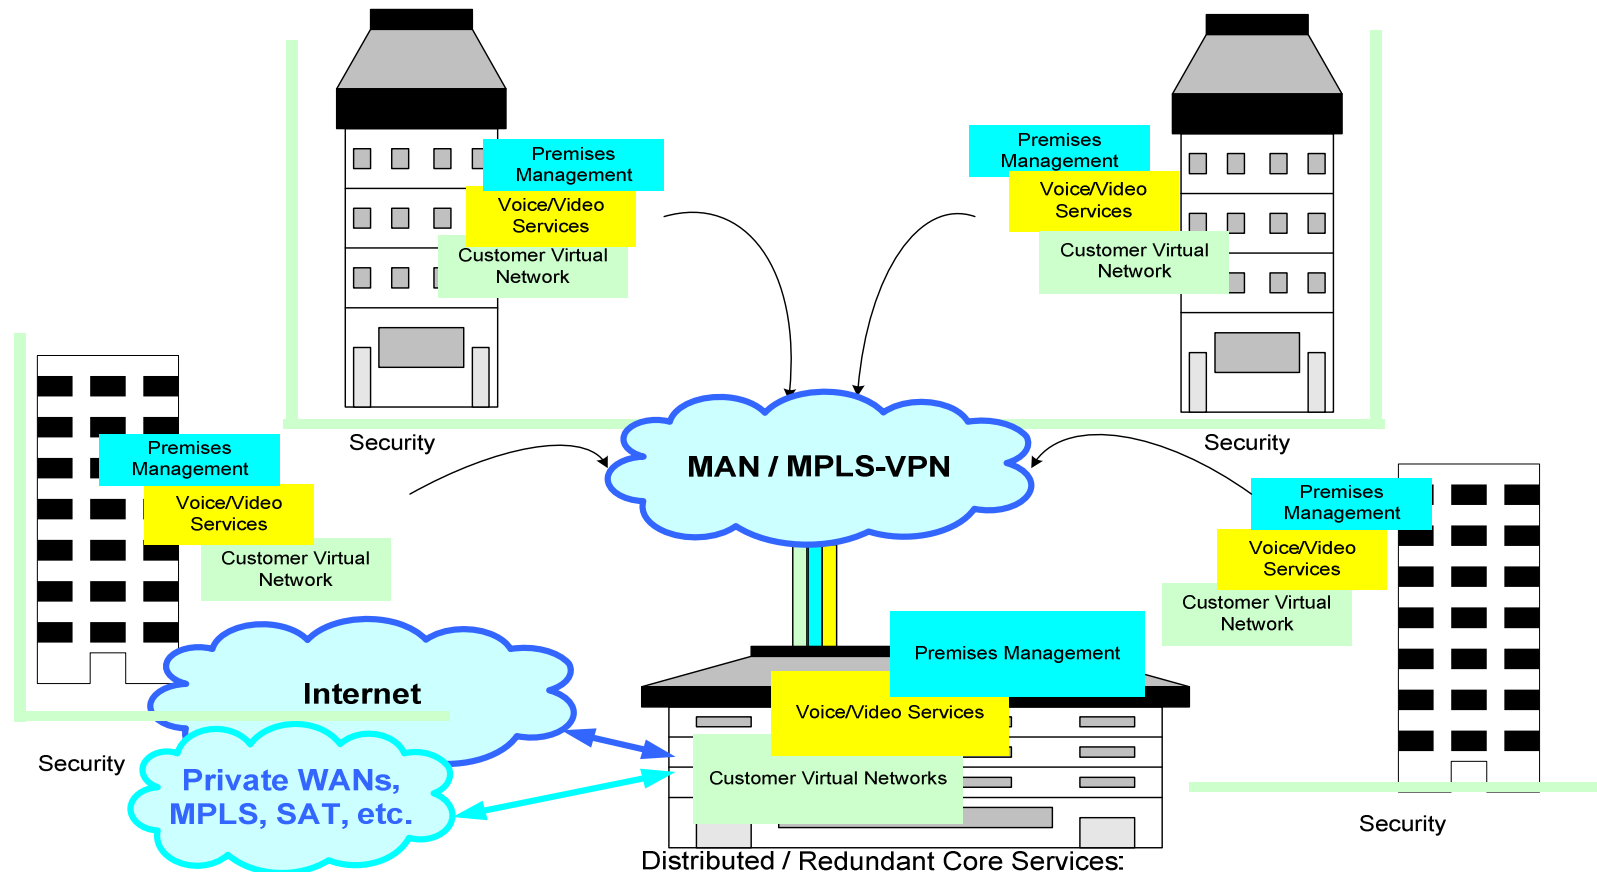 Premises
Management
Voice/Video
Services
Customer Virtual
Network
Security
Premises
Management
Voice/Video
Services
Customer Virtual
Network
Security
MAN / MPLS-VPN
Premises
Management
Voice/Video
Services
Customer Virtual
Network
Security
Premises
Management
Voice/Video
Services
Customer Virtual
Network
Security
Internet
Private WANs,
MPLS, SAT, etc.
Premises Management
Voice/Video Services
Customer Virtual Networks
Distributed / Redundant Core Services: